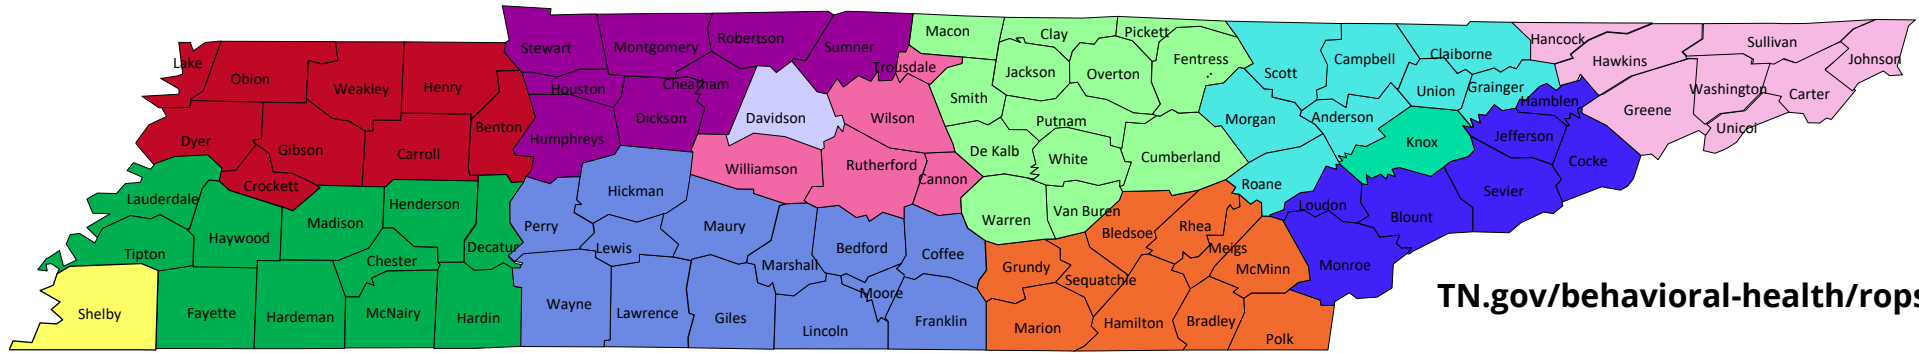 Lake
Obion
Weakley
Henry
Stewart
Montgomery
Robertson
Sumner
Macon
Clay
Pickett
Fentress
Scott
Campbell
Claiborne
Hancock
Hawkins
Sullivan
Johnson
Trousdale
Jackson
Overton
Houston
Cheatham
Benton
Dickson
Davidson
Wilson
Smith
Putnam
Morgan
Anderson
Union
Grainger
Hamblen
Greene
Washington
Carter
Unicoi
Dyer
Gibson
Carroll
Humphreys
Crockett
Williamson
Rutherford
Cannon
De Kalb
White
Cumberland
Roane
Knox
Jefferson
Cocke
Lauderdale
Haywood
Madison
Henderson
Decatur
Perry
Hickman
Lewis
Maury
Marshall
Bedford
Coffee
Warren
Van Buren
Bledsoe
Rhea
Meigs
Loudon
Blount
Sevier
Tipton
Chester
Moore
Grundy
Sequatchie
McMinn
Monroe
Shelby
Fayette
Hardeman
McNairy
Hardin
Wayne
Lawrence
Giles
Lincoln
Franklin
Marion
Hamilton
Bradley
Polk
TN.gov/behavioral-health/rops